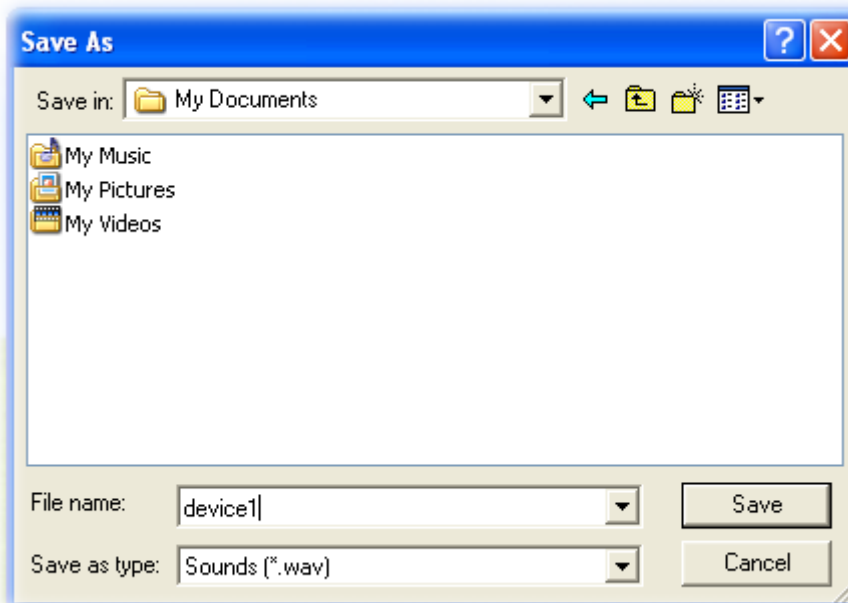 Save As
Save in: My Documents
My Music
My Pictures
My Videos
File name: device1 Save
Save as type: Sounds (*.wav) Cancel